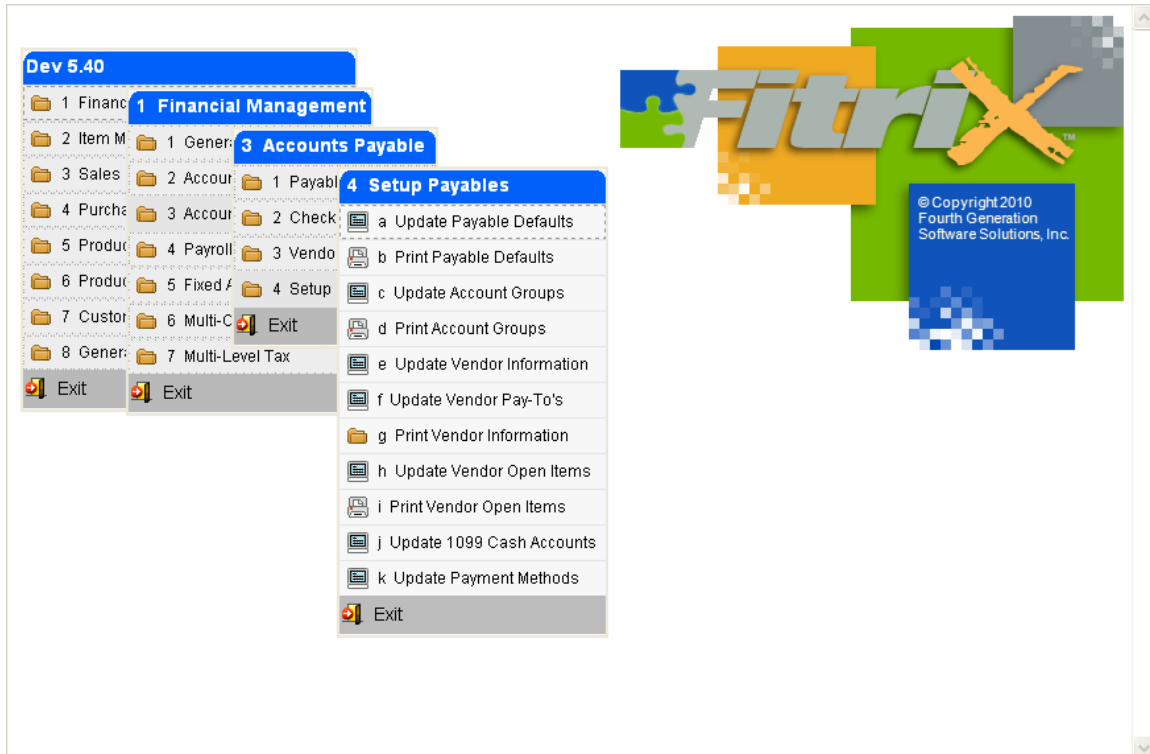 Dev 5.40
1 Financ
2 Item M
3 Sales
4 Purcha
5 Produc
6 Produc
7 Custor
8 Genera
Exit
1 Financial Management
1 Genera
2 Accour
3 Accour
4 Payroll
5 Fixed A
6 Multi-C
7 Multi-Level Tax
Exit
3 Accounts Payable
1 Payabl
2 Check
3 Vendo
4 Setup
Exit
4 Setup Payables
a Update Payable Defaults
b Print Payable Defaults
c Update Account Groups
d Print Account Groups
e Update Vendor Information
f Update Vendor Pay-To's
g Print Vendor Information
h Update Vendor Open Items
i Print Vendor Open Items
j Update 1099 Cash Accounts
k Update Payment Methods
Exit
FitriX ™
© Copyright 2010
Fourth Generation
Software Solutions, Inc.